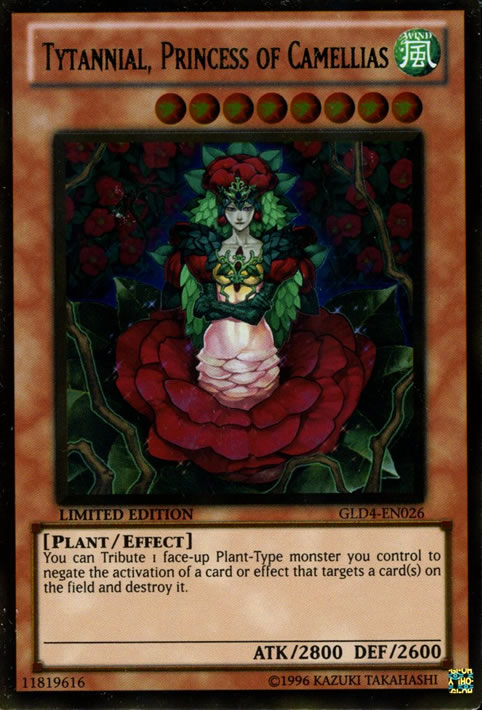 TYTANNIAL, PRINCESS OF CAMELLIAS
WIND
風
LIMITED EDITION
GLD4-EN026
[PLANT/EFFECT]
You can Tribute 1 face-up Plant-Type monster you control to
negate the activation of a card or effect that targets a card(s) on
the field and destroy it.
ATK/2800 DEF/2600
11819616
©1996 KAZUKI TAKAHASHI